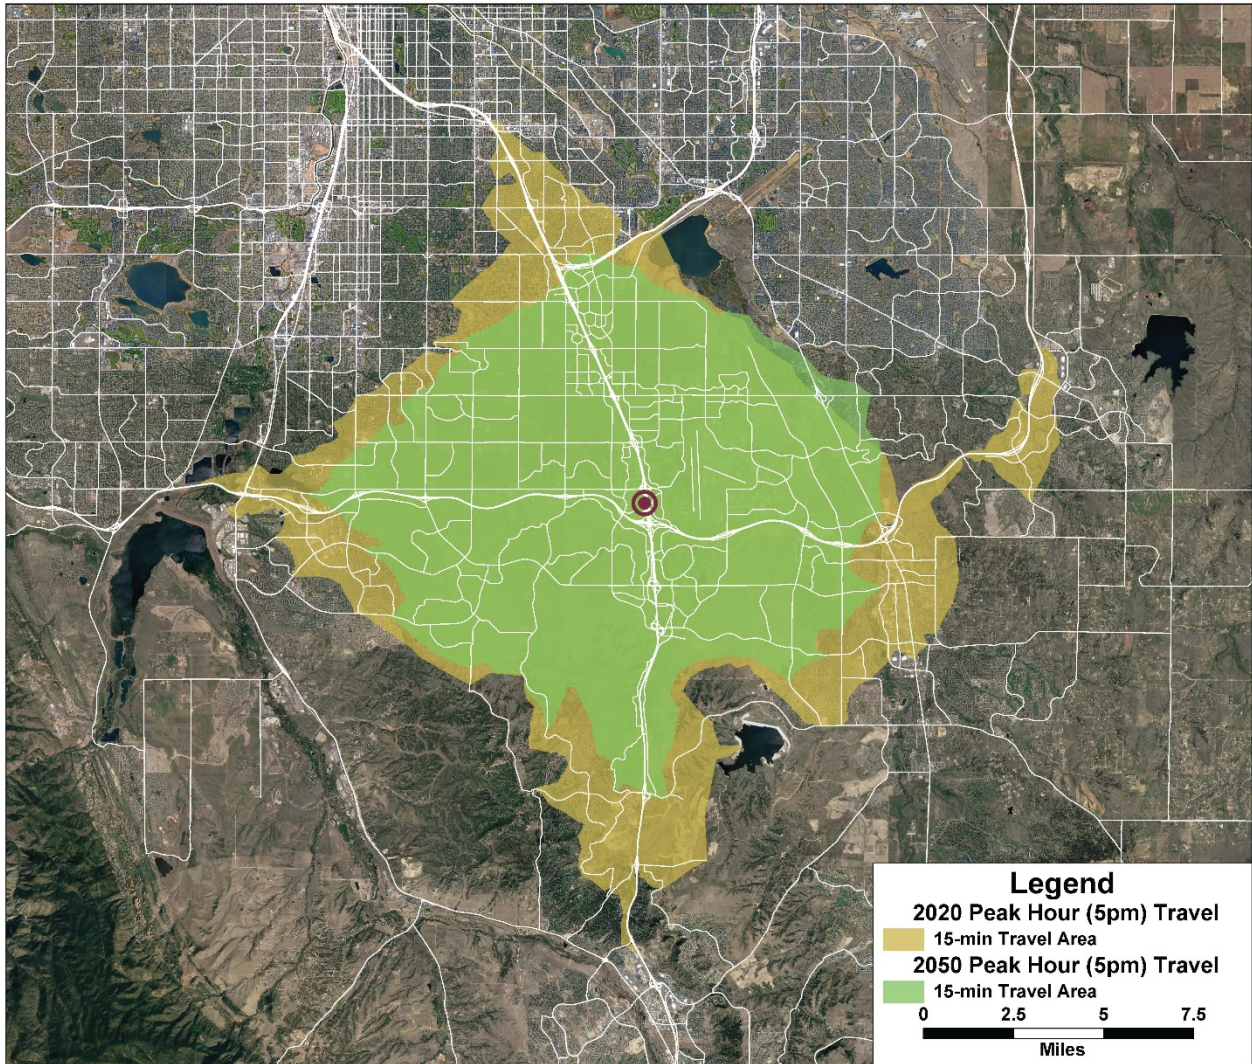 Legend
2020 Peak Hour (5pm) Travel
15-min Travel Area
2050 Peak Hour (5pm) Travel
15-min Travel Area
0 2.5 5 7.5
Miles